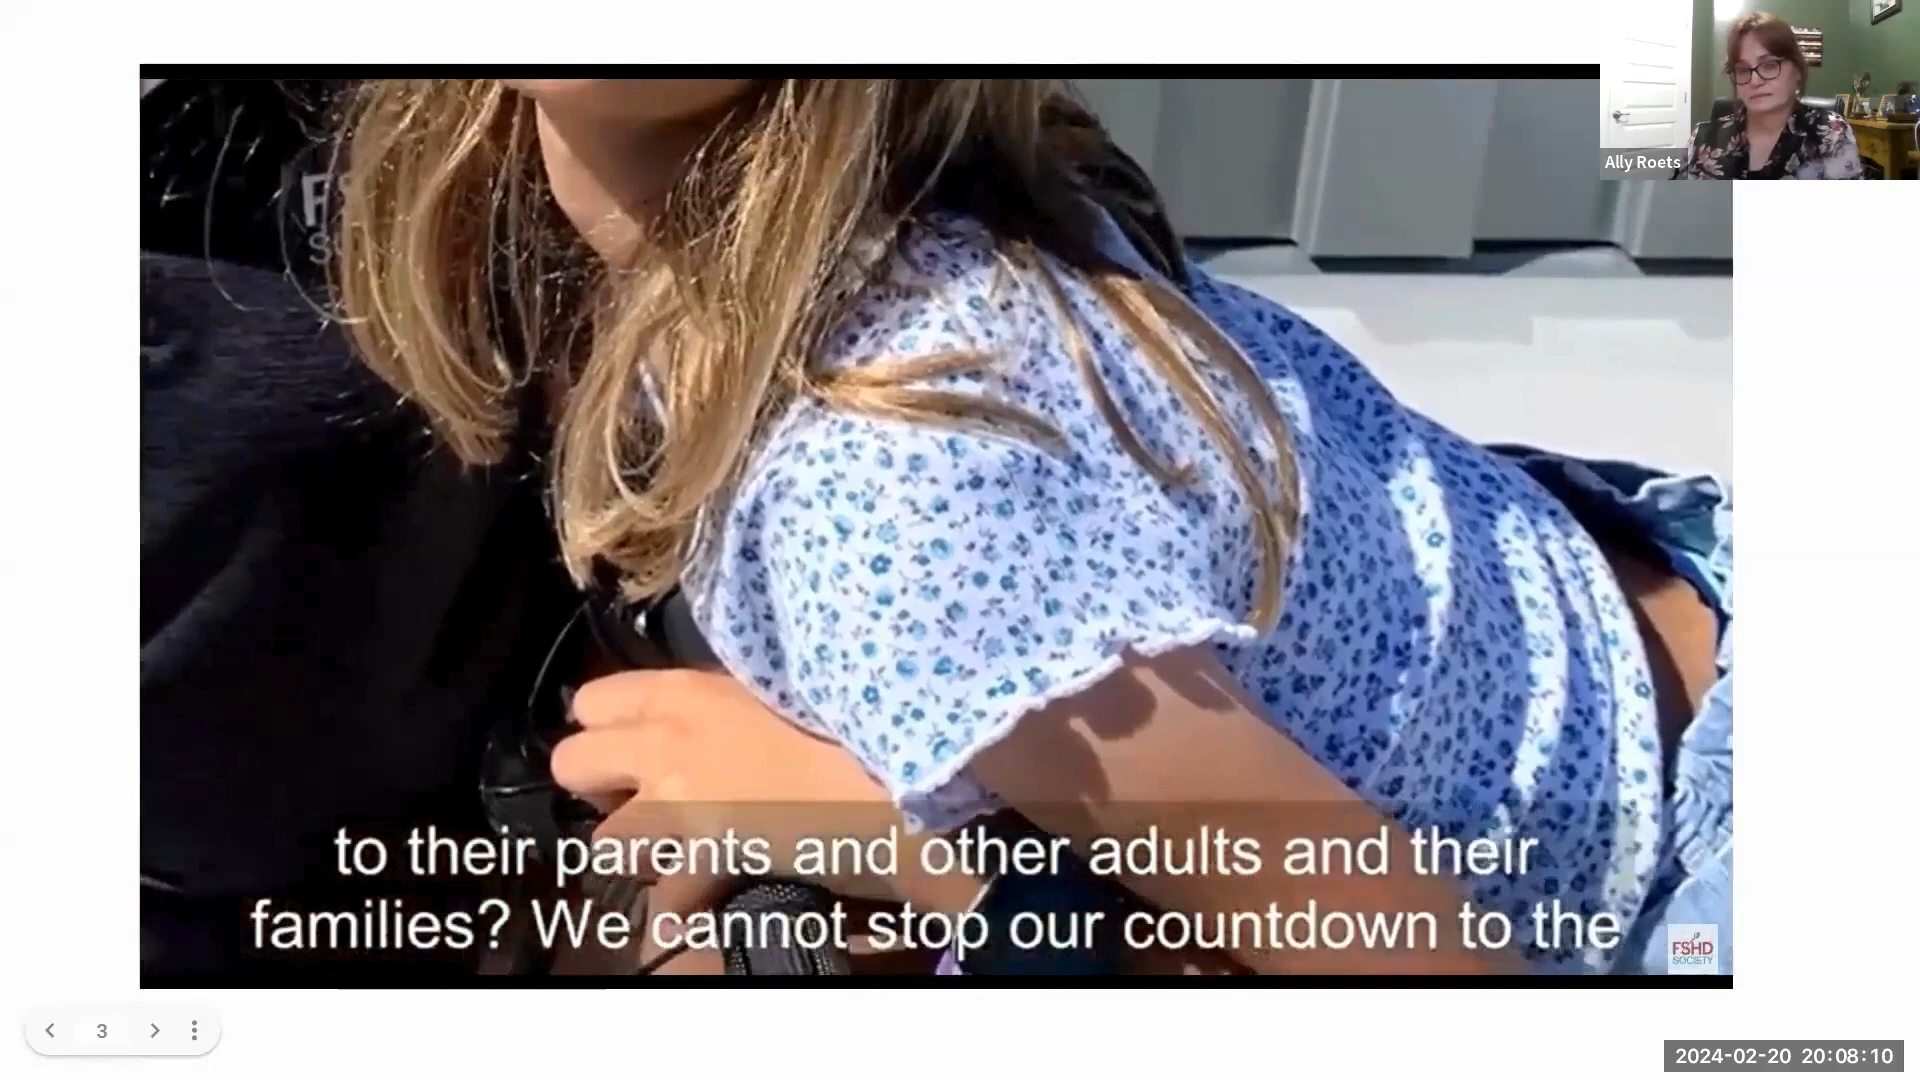 Ally Roets
to their parents and other adults and their
families? We cannot stop our countdown to the
FSHD
SOCIETY
3
2024-02-20 20:08:10